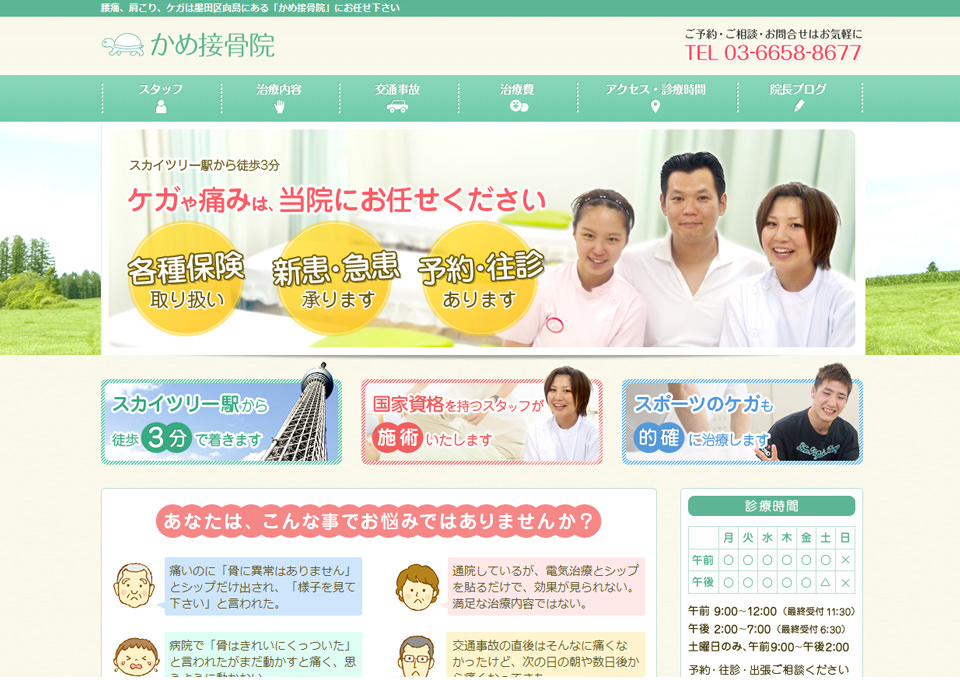 腰痛、肩こり、ケガは墨田区向島にある「かめ接骨院」にお任せ下さい
かめ接骨院
ご予約・ご相談・お問合せはお気軽に
TEL 03-6658-8677
スタッフ
治療内容
交通事故
治療費
アクセス・診療時間
院長ブログ
スカイツリー駅から徒歩3分
ケガや痛みは、当院にお任せください
各種保険
取り扱い
新患・急患
承ります
予約・往診
あります
スカイツリー駅から
徒歩3分で着きます
国家資格を持つスタッフが
施術いたします
スポーツのケガも
的確に治療します
あなたは、こんな事でお悩みではありませんか？
痛いのに「骨に異常はありません」
とシップだけ出され、「様子を見て
下さい」と言われた。
通院しているが、電気治療とシップ
を貼るだけで、効果が見られない。
満足な治療内容ではない。
病院で「骨はきれいにくっついた」
と言われたがまだ動かすと痛く、思
交通事故の直後はそんなに痛くな
かったけど、次の日の朝や数日後か
診療時間
月 火 水 木 金 土 日
午前 ○ ○ ○ ○ ○ ○ ×
午後 ○ ○ ○ ○ ○ △ ×
午前 9:00~12:00（最終受付 11:30）
午後 2:00~7:00（最終受付 6:30）
土曜日のみ、午前9:00~午後2:00
予約・往診・出張ご相談ください